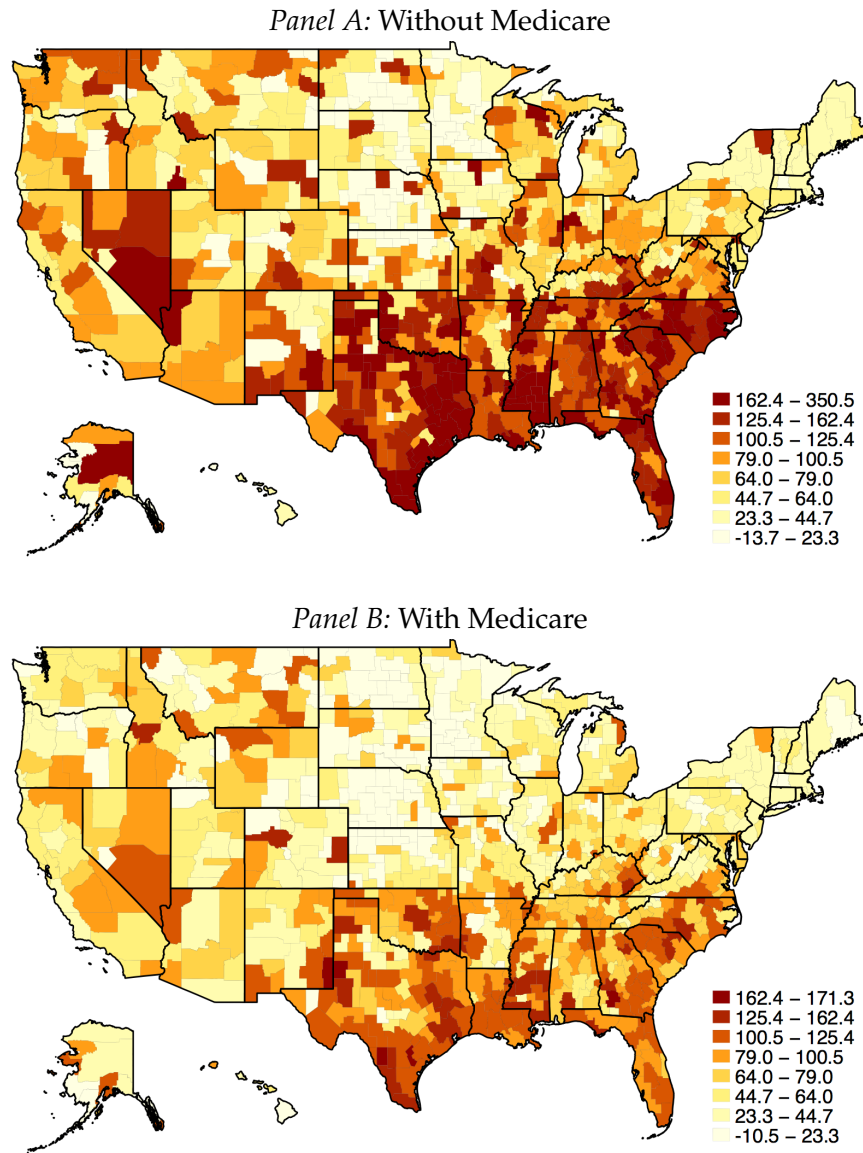 Panel A: Without Medicare
162.4 – 350.5
125.4 – 162.4
100.5 – 125.4
79.0 – 100.5
64.0 – 79.0
44.7 – 64.0
23.3 – 44.7
-13.7 – 23.3
Panel B: With Medicare
162.4 – 171.3
125.4 – 162.4
100.5 – 125.4
79.0 – 100.5
64.0 – 79.0
44.7 – 64.0
23.3 – 44.7
-10.5 – 23.3